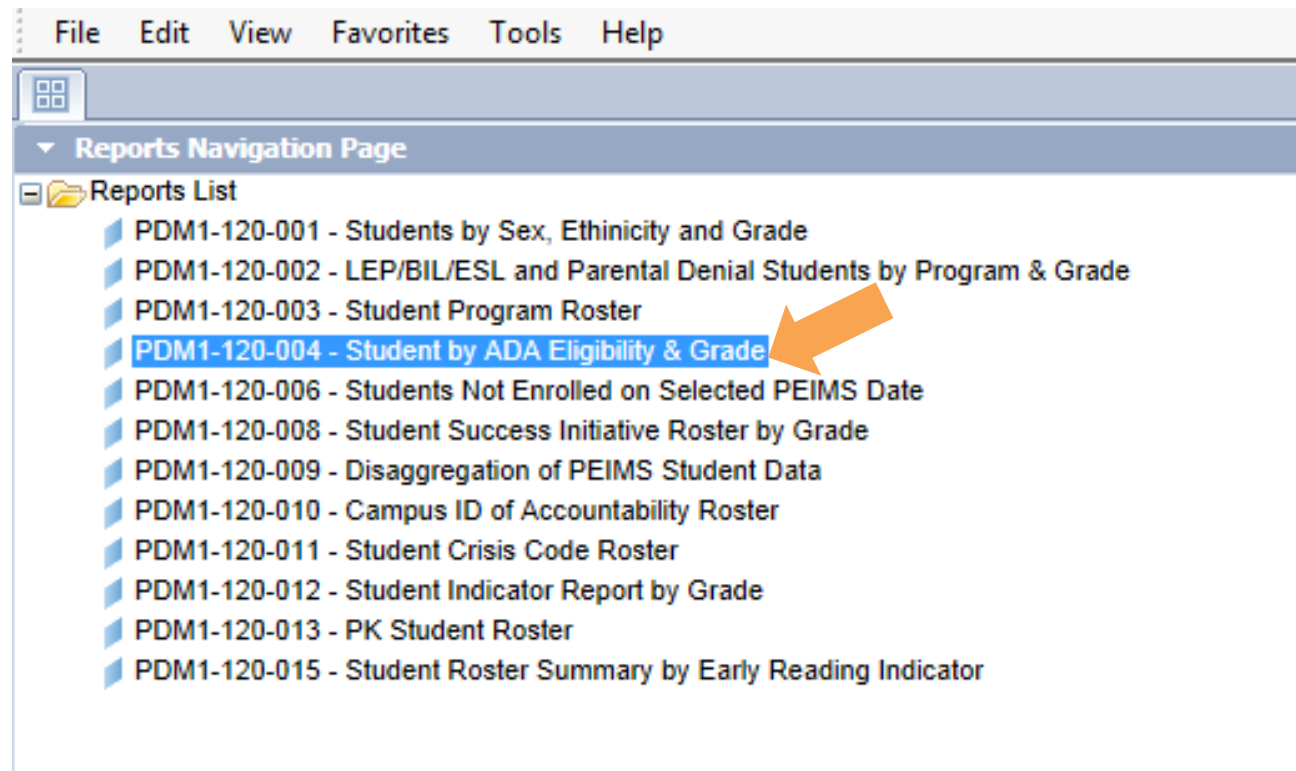 File Edit View Favorites Tools Help
Reports Navigation Page
Reports List
PDM1-120-001 - Students by Sex, Ethinicity and Grade
PDM1-120-002 - LEP/BIL/ESL and Parental Denial Students by Program & Grade
PDM1-120-003 - Student Program Roster
PDM1-120-004 - Student by ADA Eligibility & Grade
PDM1-120-006 - Students Not Enrolled on Selected PEIMS Date
PDM1-120-008 - Student Success Initiative Roster by Grade
PDM1-120-009 - Disaggregation of PEIMS Student Data
PDM1-120-010 - Campus ID of Accountability Roster
PDM1-120-011 - Student Crisis Code Roster
PDM1-120-012 - Student Indicator Report by Grade
PDM1-120-013 - PK Student Roster
PDM1-120-015 - Student Roster Summary by Early Reading Indicator